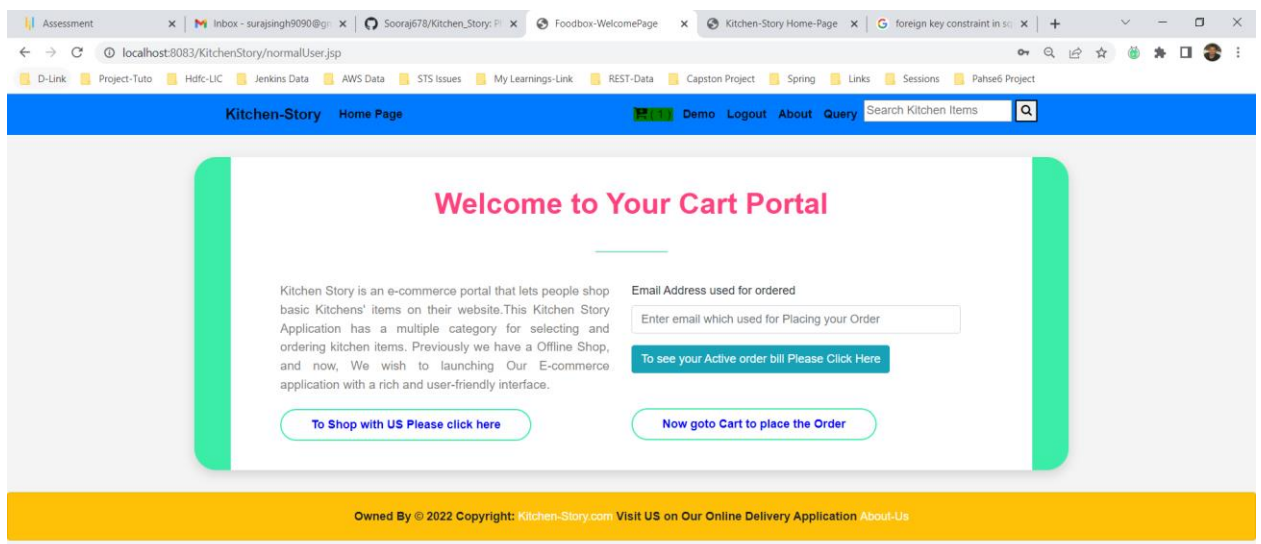 Assessment
Inbox - surajsingh9090@gm
Sooraj678/Kitchen_Story: Pl
Foodbox-WelcomePage
Kitchen-Story Home-Page
foreign key constraint in sq
localhost:8083/KitchenStory/normalUser.jsp
D-Link Project-Tuto Hdfc-LIC Jenkins Data AWS Data STS Issues My Learnings-Link REST-Data Capston Project Spring Links Sessions Pahse6 Project
Kitchen-Story Home Page ( 1 ) Demo Logout About Query Search Kitchen Items
Welcome to Your Cart Portal
Kitchen Story is an e-commerce portal that lets people shop
basic Kitchens' items on their website.This Kitchen Story
Application has a multiple category for selecting and
ordering kitchen items. Previously we have a Offline Shop,
and now, We wish to launching Our E-commerce
application with a rich and user-friendly interface.
To Shop with US Please click here
Email Address used for ordered
Enter email which used for Placing your Order
To see your Active order bill Please Click Here
Now goto Cart to place the Order
Owned By © 2022 Copyright: Kitchen-Story.com Visit US on Our Online Delivery Application About-Us